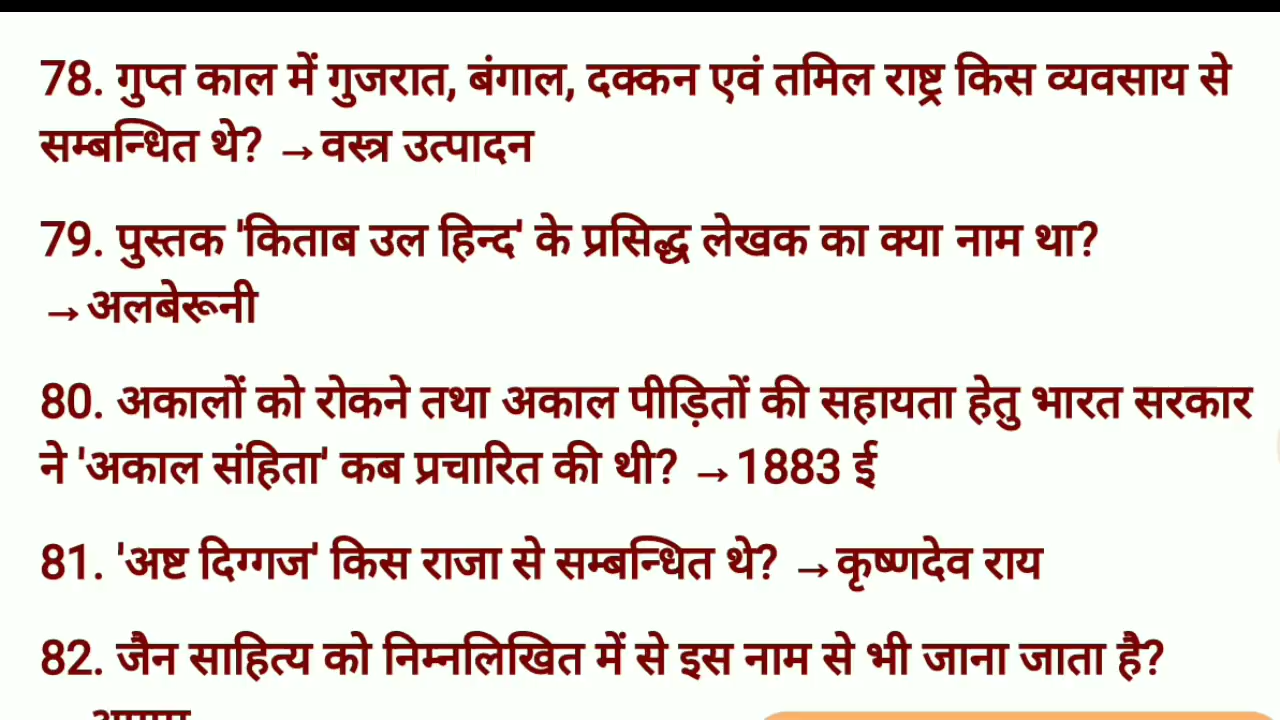 78. गुप्त काल में गुजरात, बंगाल, दक्कन एवं तमिल राष्ट्र किस व्यवसाय से
सम्बन्धित थे? →वस्त्र उत्पादन
79. पुस्तक 'किताब उल हिन्द' के प्रसिद्ध लेखक का क्या नाम था?
→अलबेरूनी
80. अकालों को रोकने तथा अकाल पीड़ितों की सहायता हेतु भारत सरकार
ने 'अकाल संहिता' कब प्रचारित की थी? →1883 ई
81. 'अष्ट दिग्गज' किस राजा से सम्बन्धित थे? →कृष्णदेव राय
82. जैन साहित्य को निम्नलिखित में से इस नाम से भी जाना जाता है?